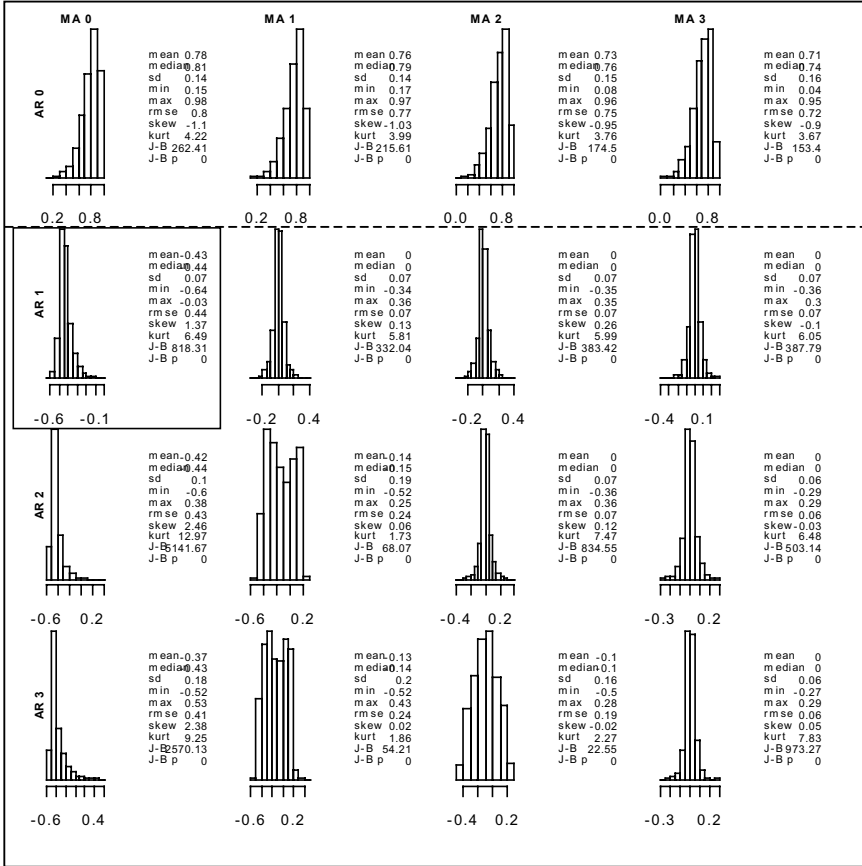 MA 0 MA 1 MA 2 MA 3
AR 0
mean 0.78
median 0.81
sd 0.14
min 0.15
max 0.98
rmse 0.8
skew -1.1
kurt 4.22
J-B 262.41
J-B p 0
0.2 0.8
mean 0.76
median 0.79
sd 0.14
min 0.17
max 0.97
rmse 0.77
skew -1.03
kurt 3.99
J-B 215.61
J-B p 0
0.2 0.8
mean 0.73
median 0.76
sd 0.15
min 0.08
max 0.96
rmse 0.75
skew -0.95
kurt 3.76
J-B 174.5
J-B p 0
0.0 0.8
mean 0.71
median 0.74
sd 0.16
min 0.04
max 0.95
rmse 0.72
skew -0.9
kurt 3.67
J-B 153.4
J-B p 0
0.0 0.8
AR 1
mean -0.43
median -0.44
sd 0.07
min -0.64
max -0.03
rmse 0.44
skew 1.37
kurt 6.49
J-B 818.31
J-B p 0
-0.6 -0.1
mean 0
median 0
sd 0.07
min -0.34
max 0.36
rmse 0.07
skew 0.13
kurt 5.81
J-B 332.04
J-B p 0
-0.2 0.4
mean 0
median 0
sd 0.07
min -0.35
max 0.35
rmse 0.07
skew 0.26
kurt 5.99
J-B 383.42
J-B p 0
-0.2 0.4
mean 0
median 0
sd 0.07
min -0.36
max 0.3
rmse 0.07
skew -0.1
kurt 6.05
J-B 387.79
J-B p 0
-0.4 0.1
AR 2
mean -0.42
median -0.44
sd 0.1
min -0.6
max 0.38
rmse 0.43
skew 2.46
kurt 12.97
J-B 5141.67
J-B p 0
-0.6 0.2
mean -0.14
median -0.15
sd 0.19
min -0.52
max 0.25
rmse 0.24
skew 0.06
kurt 1.73
J-B 68.07
J-B p 0
-0.6 0.2
mean 0
median 0
sd 0.07
min -0.36
max 0.36
rmse 0.07
skew 0.12
kurt 7.47
J-B 834.55
J-B p 0
-0.4 0.2
mean 0
median 0
sd 0.06
min -0.29
max 0.29
rmse 0.06
skew -0.03
kurt 6.48
J-B 503.14
J-B p 0
-0.3 0.2
AR 3
mean -0.37
median -0.43
sd 0.18
min -0.52
max 0.53
rmse 0.41
skew 2.38
kurt 9.25
J-B 2570.13
J-B p 0
-0.6 0.4
mean -0.13
median -0.14
sd 0.2
min -0.52
max 0.43
rmse 0.24
skew 0.02
kurt 1.86
J-B 54.21
J-B p 0
-0.6 0.2
mean -0.1
median -0.1
sd 0.16
min -0.5
max 0.28
rmse 0.19
skew -0.02
kurt 2.27
J-B 22.55
J-B p 0
-0.4 0.2
mean 0
median 0
sd 0.06
min -0.27
max 0.29
rmse 0.06
skew 0.05
kurt 7.83
J-B 973.27
J-B p 0
-0.3 0.2